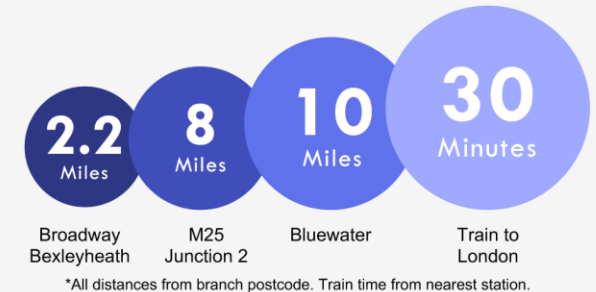 2.2
Miles
8
Miles
10
Miles
30
Minutes
Broadway
Bexleyheath
M25
Junction 2
Bluewater
Train to
London
*All distances from branch postcode. Train time from nearest station.